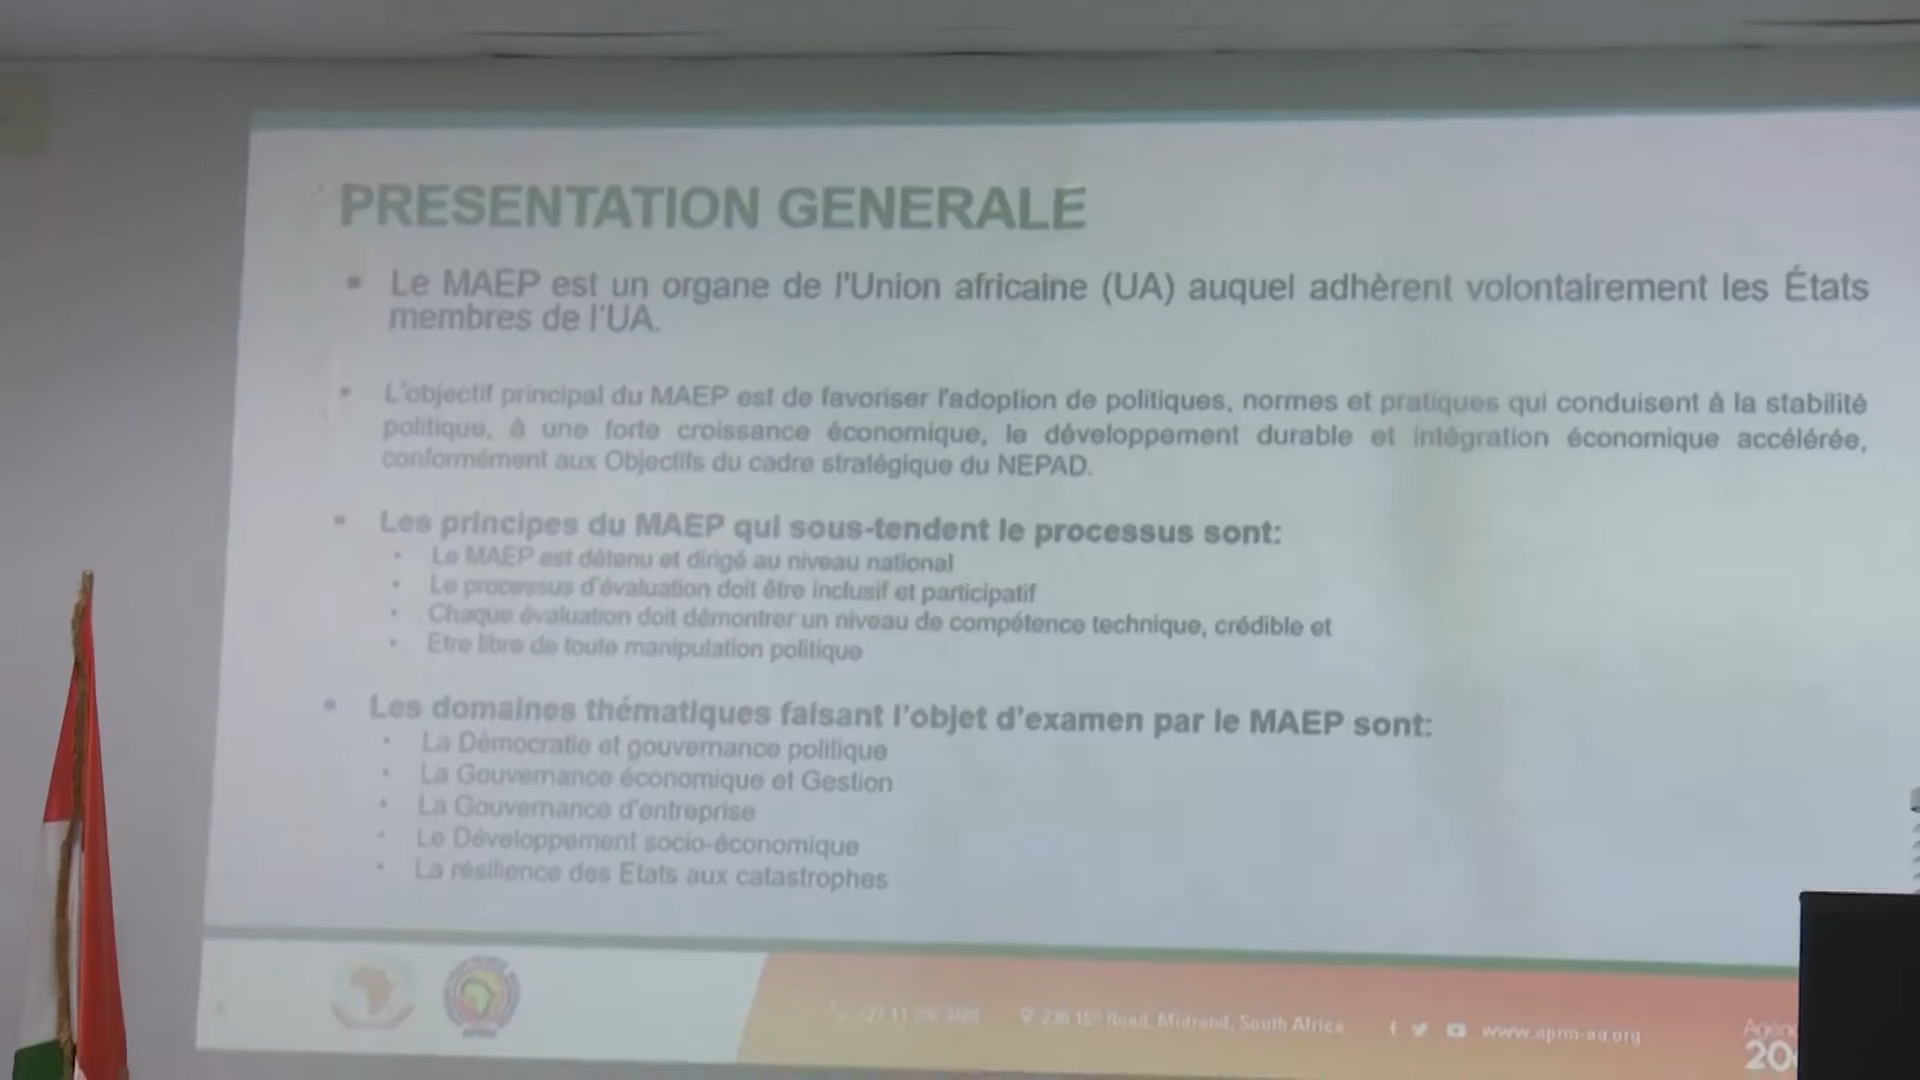 PRESENTATION GENERALE
Le MAEP est un organe de l'Union africaine (UA) auquel adhèrent volontairement les États
membres de l'UA.
L'objectif principal du MAEP est de favoriser l'adoption de politiques, normes et pratiques qui conduisent à la stabilité
politique, à une forte croissance économique, le développement durable et intégration économique accélérée,
conformément aux Objectifs du cadre stratégique du NEPAD.
Les principes du MAEP qui sous-tendent le processus sont:
Le MAEP est détenu et dirigé au niveau national
Le processus d'évaluation doit être inclusif et participatif
Chaque évaluation doit démontrer un niveau de compétence technique, crédible et
Etre libre de toute manipulation politique
Les domaines thématiques faisant l'objet d'examen par le MAEP sont:
La Démocratie et gouvernance politique
La Gouvernance économique et Gestion
La Gouvernance d'entreprise
Le Développement socio-économique
La résilience des Etats aux catastrophes
Road, Midrand, South Africa
www.aprm-au.org